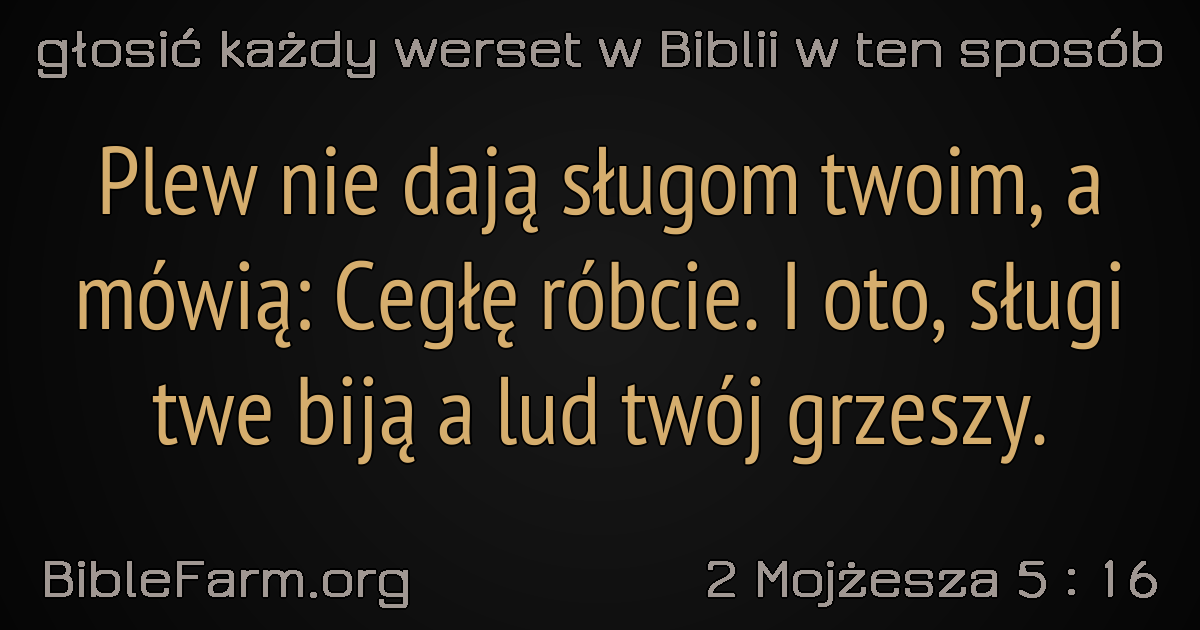 głosić każdy werset w Biblii w ten sposób
Plew nie dają sługom twoim, a
mówią: Cegłę róbcie. I oto, sługi
twe biją a lud twój grzeszy.
BibleFarm.org
2 Mojżesza 5 : 16